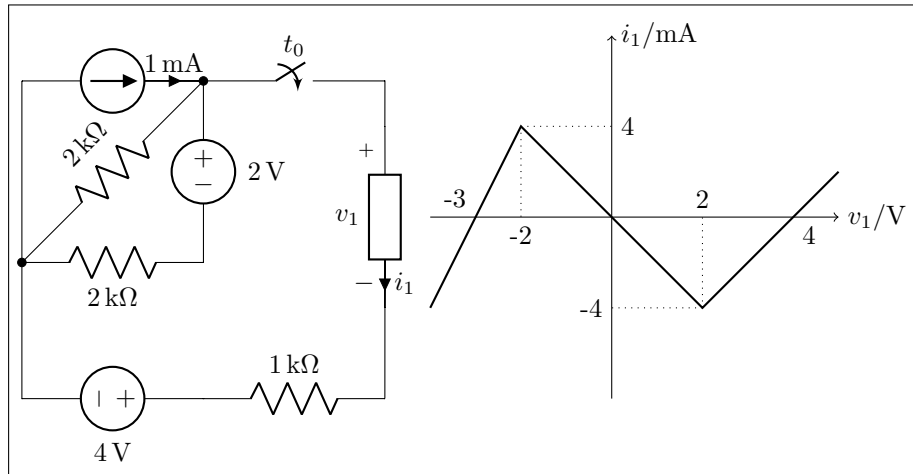 t₀
1 mA
2 kΩ
+
−
2 V
2 kΩ
+
v₁
−
i₁
1 kΩ
− +
4 V
i₁/mA
4
-3
2
-2
4
v₁/V
-4